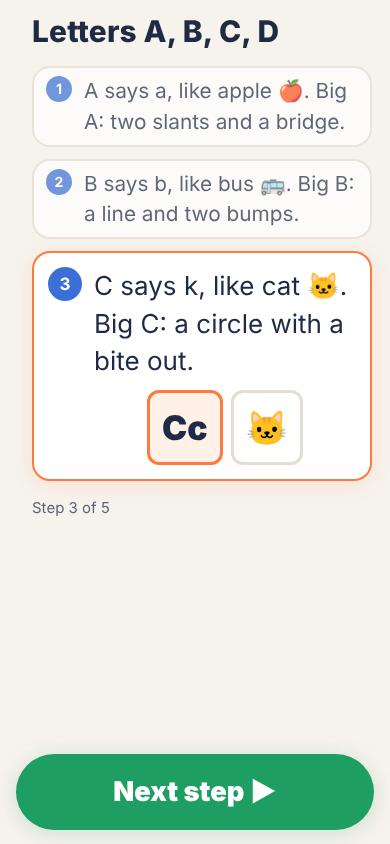 Letters A, B, C, D
1
A says a, like apple 🍎. Big
A: two slants and a bridge.
2
B says b, like bus 🚌. Big B:
a line and two bumps.
3
C says k, like cat 🐱.
Big C: a circle with a
bite out.
Cc 🐱
Step 3 of 5
Next step ▶